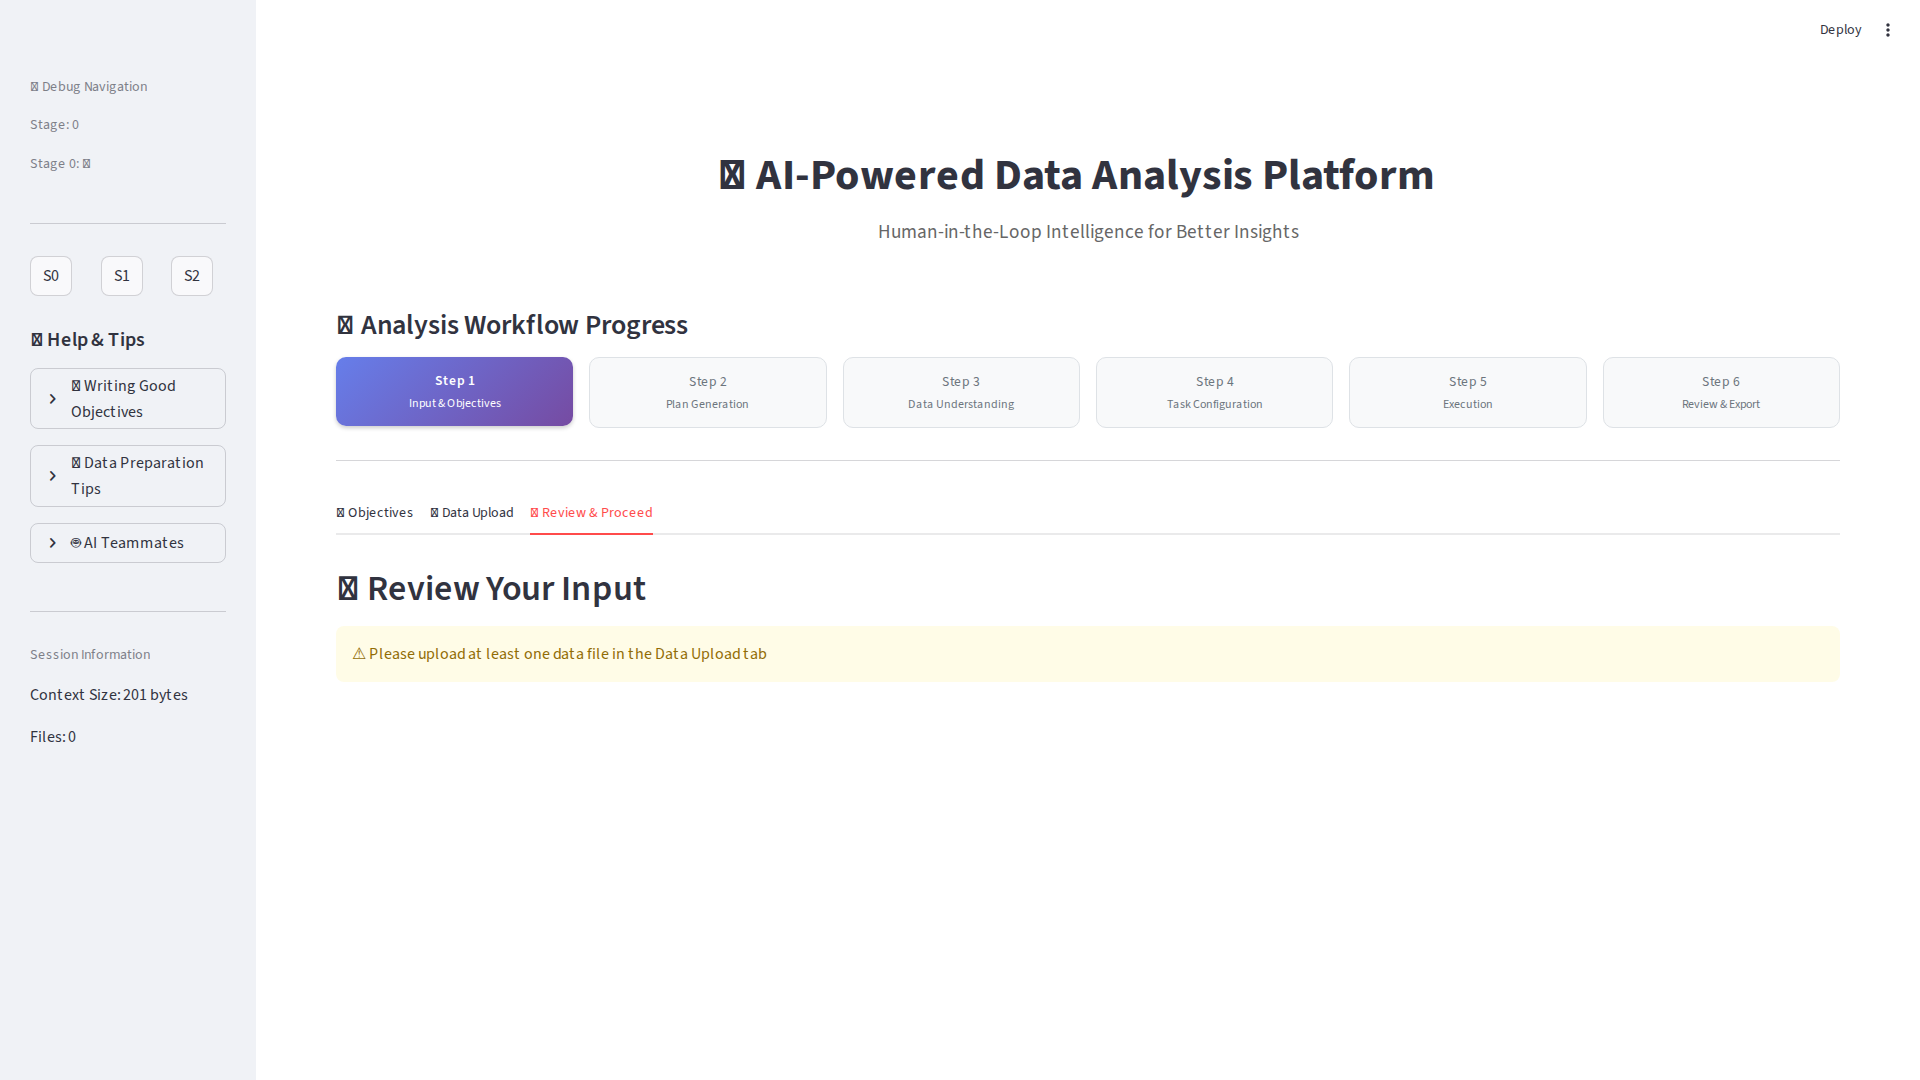 Deploy
Debug Navigation
Stage: 0
Stage 0:
S0 S1 S2
Help & Tips
Writing Good
Objectives
Data Preparation
Tips
AI Teammates
Session Information
Context Size: 201 bytes
Files: 0
AI-Powered Data Analysis Platform
Human-in-the-Loop Intelligence for Better Insights
Analysis Workflow Progress
Step 1
Input & Objectives
Step 2
Plan Generation
Step 3
Data Understanding
Step 4
Task Configuration
Step 5
Execution
Step 6
Review & Export
Objectives Data Upload Review & Proceed
Review Your Input
⚠ Please upload at least one data file in the Data Upload tab